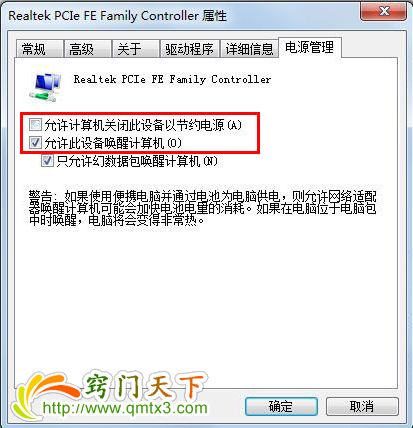 Realtek PCIe FE Family Controller 属性
常规 高级 关于 驱动程序 详细信息 电源管理
Realtek PCIe FE Family Controller
允许计算机关闭此设备以节约电源(A)
允许此设备唤醒计算机(O)
只允许幻数据包唤醒计算机(N)
警告: 如果使用便携电脑并通过电池为电脑供电，则允许网络适配
器唤醒计算机可能会加快电池电量的消耗。如果在电脑位于电脑包
中时唤醒，电脑将会变得非常热。
窍门天下
http://www.qmtx3.com/
确定 取消